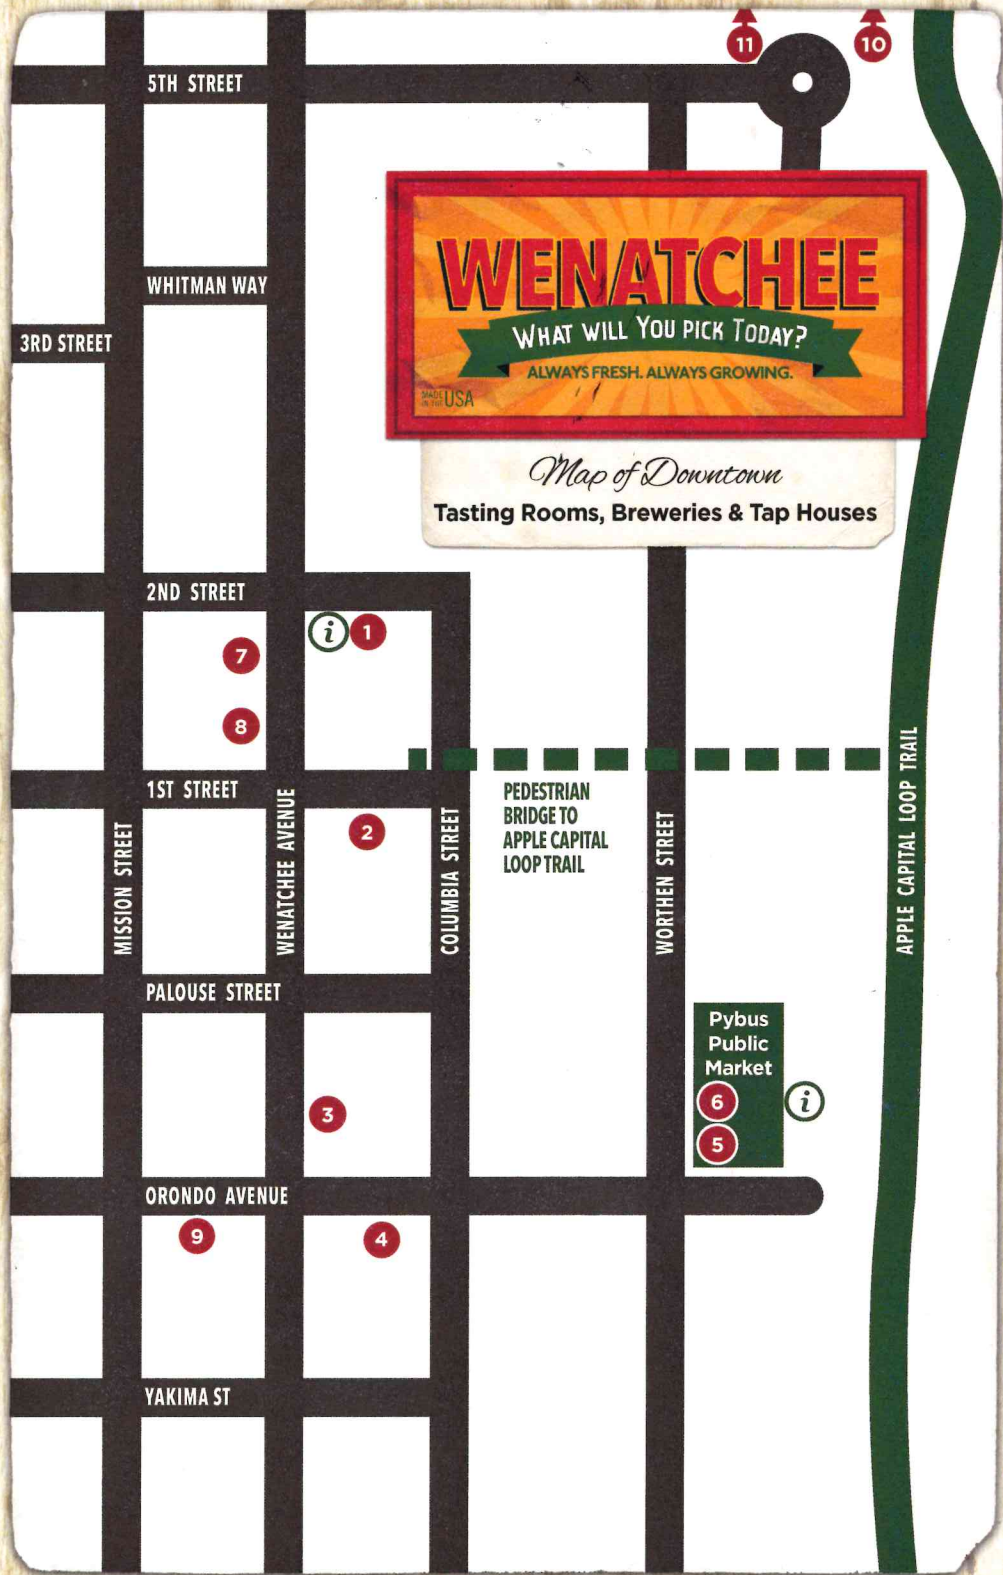 11
10
5TH STREET
WENATCHEE
WHAT WILL YOU PICK TODAY?
ALWAYS FRESH. ALWAYS GROWING.
MADE
IN THE USA
WHITMAN WAY
3RD STREET
Map of Downtown
Tasting Rooms, Breweries & Tap Houses
2ND STREET
i
1
7
8
1ST STREET
2
PEDESTRIAN
BRIDGE TO
APPLE CAPITAL
LOOP TRAIL
MISSION STREET
WENATCHEE AVENUE
COLUMBIA STREET
WORTHEN STREET
APPLE CAPITAL LOOP TRAIL
PALOUSE STREET
Pybus
Public
Market
6
i
5
3
ORONDO AVENUE
9
4
YAKIMA ST